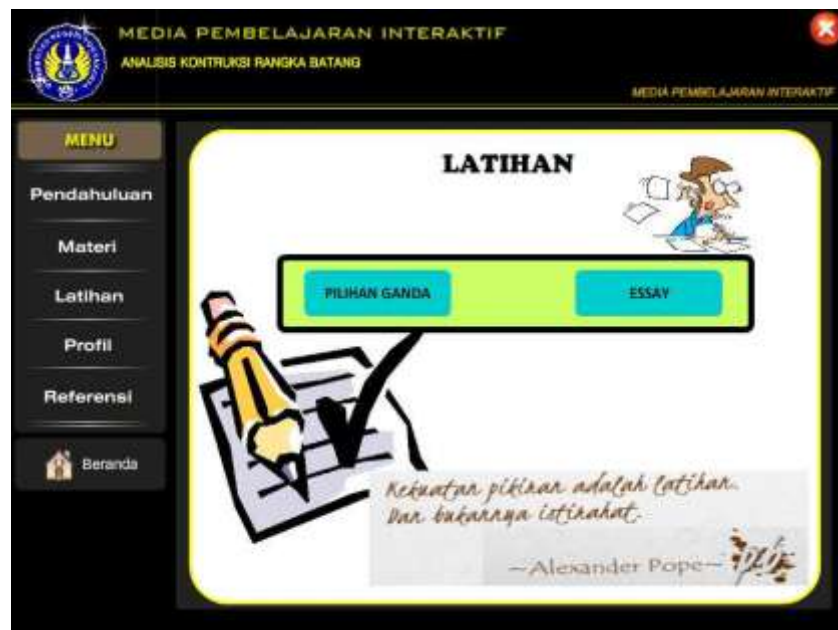 MEDIA PEMBELAJARAN INTERAKTIF
ANALISIS KONTRUKSI RANGKA BATANG
MEDIA PEMBELAJARAN INTERAKTIF
MENU
Pendahuluan
Materi
Latihan
Profil
Referensi
Beranda
LATIHAN
PILIHAN GANDA
ESSAY
Kekuatan pikiran adalah latihan.
Dan bukannya istirahat.
~Alexander Pope~